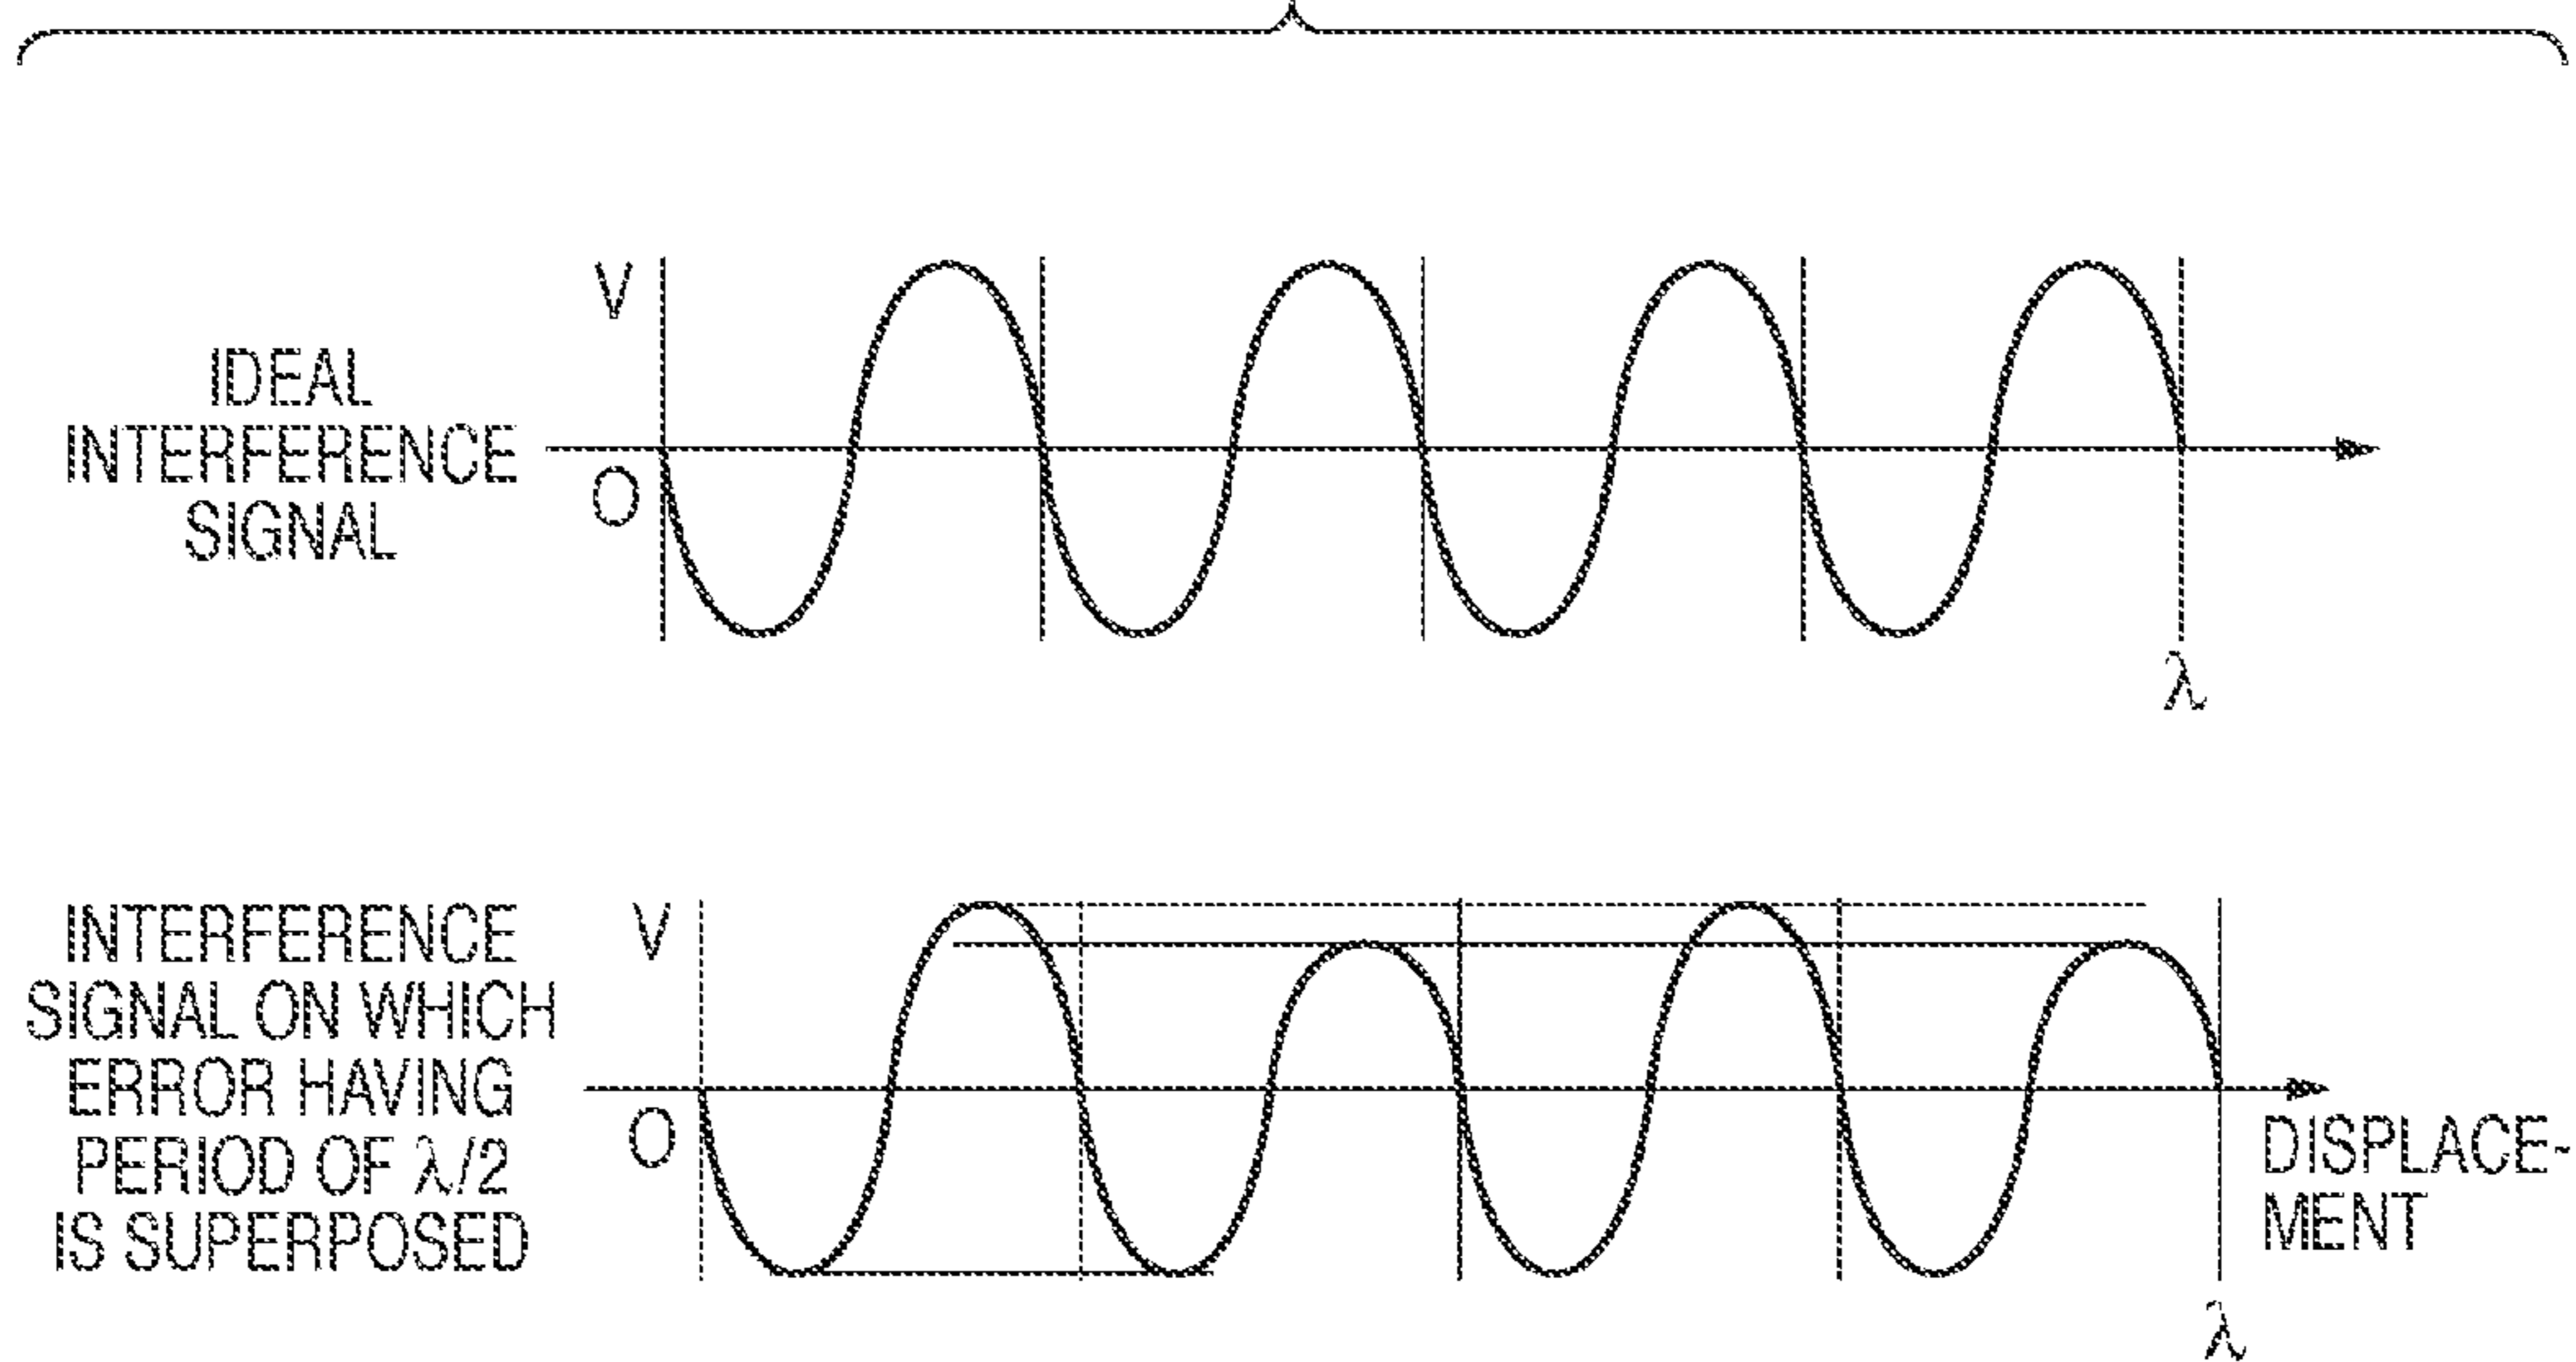 V
IDEAL
INTERFERENCE
SIGNAL
O
λ
INTERFERENCE
SIGNAL ON WHICH
ERROR HAVING
PERIOD OF λ/2
IS SUPERPOSED
V
O
DISPLACE-
MENT
λ